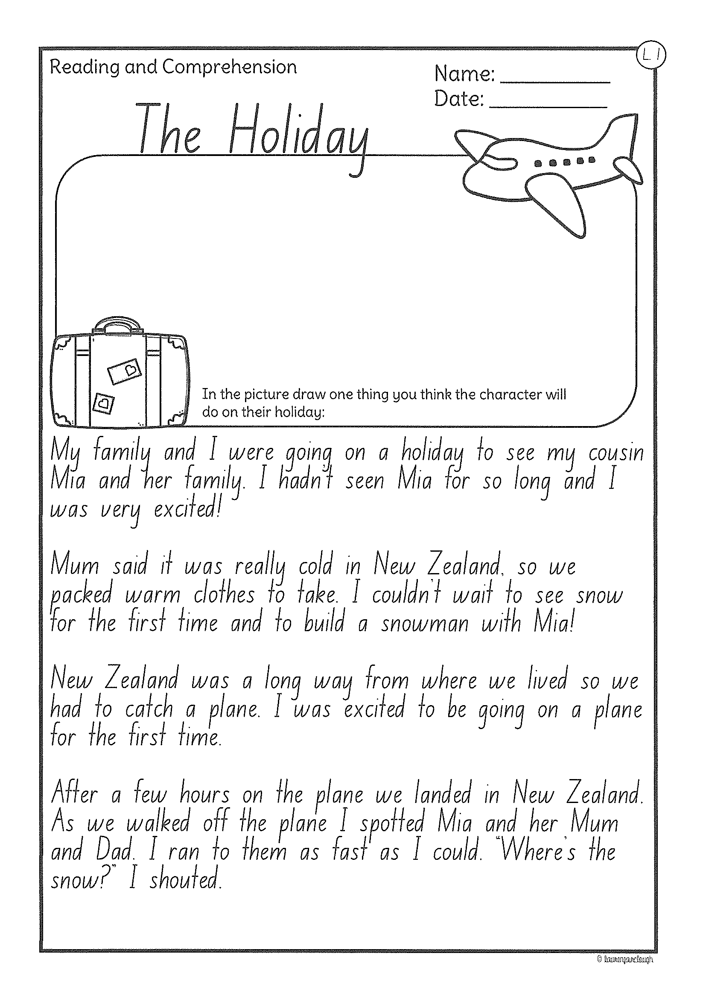 L. 1
Reading and Comprehension
Name:
Date:
The Holiday
In the picture draw one thing you think the character will
do on their holiday:
My family and I were going on a holiday to see my cousin
Mia and her family. I hadn't seen Mia for so long and I
was very excited!
Mum said it was really cold in New Zealand, so we
packed warm clothes to take. I couldn't wait to see snow
for the first time and to build a snowman with Mia!
New Zealand was a long way from where we lived so we
had to catch a plane. I was excited to be going on a plane
for the first time.
After a few hours on the plane we landed in New Zealand.
As we walked off the plane I spotted Mia and her Mum
and Dad. I ran to them as fast as I could. "Where's the
snow?" I shouted.
©